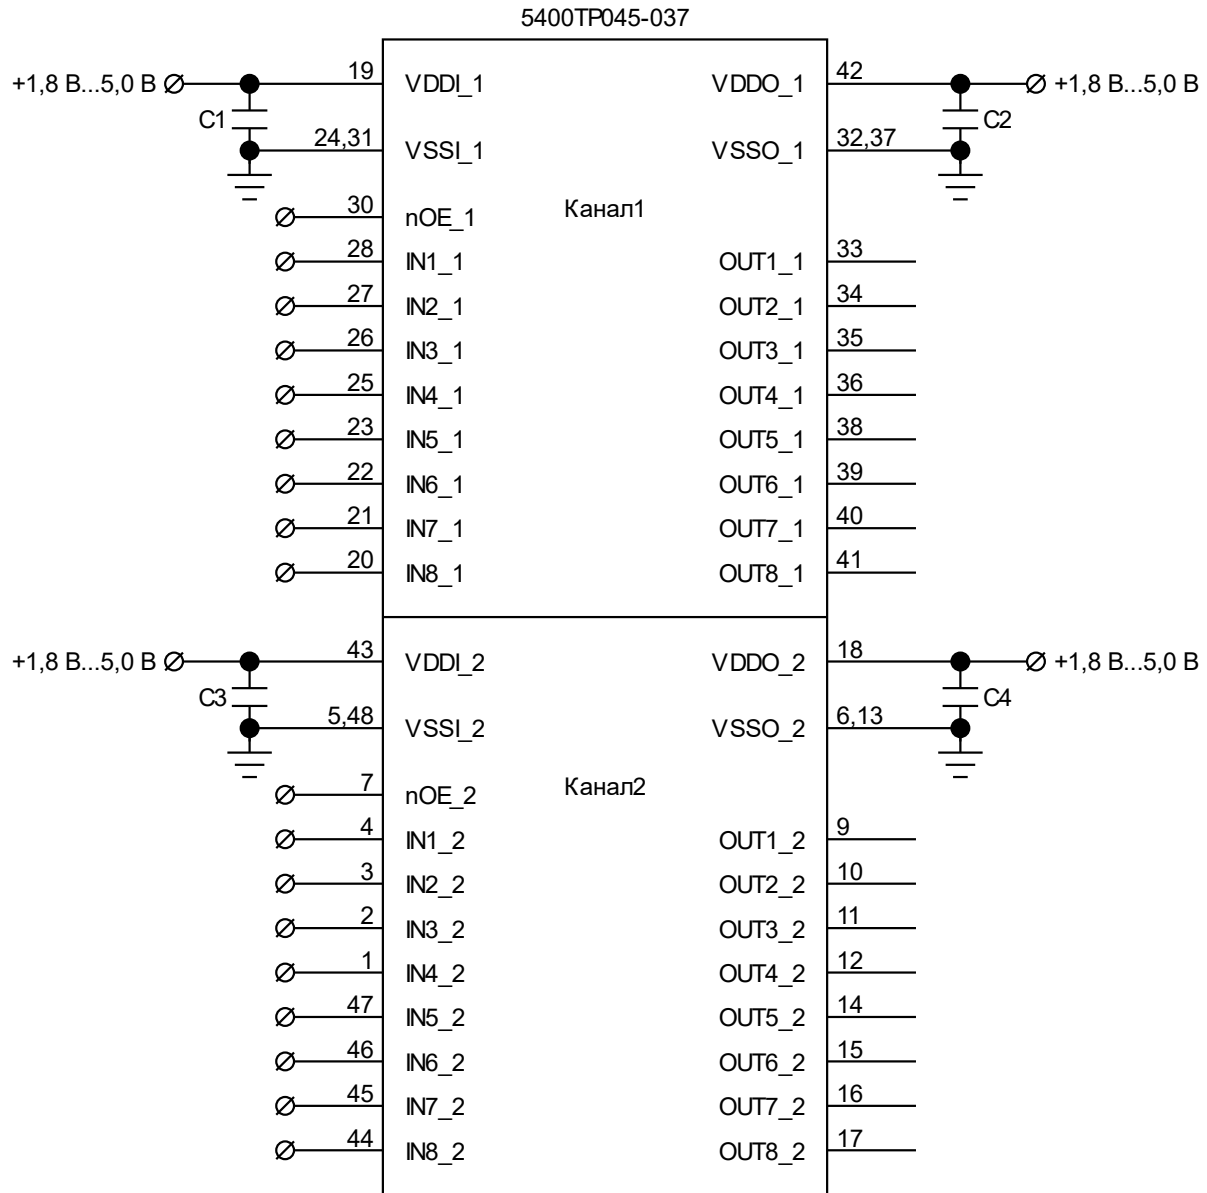 5400ТР045-037
+1,8 В...5,0 В 19 VDDI_1 VDDO_1 42 +1,8 В...5,0 В
C1 C2
24,31 VSSI_1 VSSO_1 32,37
30 nOE_1 Канал1
28 IN1_1 OUT1_1 33
27 IN2_1 OUT2_1 34
26 IN3_1 OUT3_1 35
25 IN4_1 OUT4_1 36
23 IN5_1 OUT5_1 38
22 IN6_1 OUT6_1 39
21 IN7_1 OUT7_1 40
20 IN8_1 OUT8_1 41
+1,8 В...5,0 В 43 VDDI_2 VDDO_2 18 +1,8 В...5,0 В
C3 C4
5,48 VSSI_2 VSSO_2 6,13
7 nOE_2 Канал2
4 IN1_2 OUT1_2 9
3 IN2_2 OUT2_2 10
2 IN3_2 OUT3_2 11
1 IN4_2 OUT4_2 12
47 IN5_2 OUT5_2 14
46 IN6_2 OUT6_2 15
45 IN7_2 OUT7_2 16
44 IN8_2 OUT8_2 17